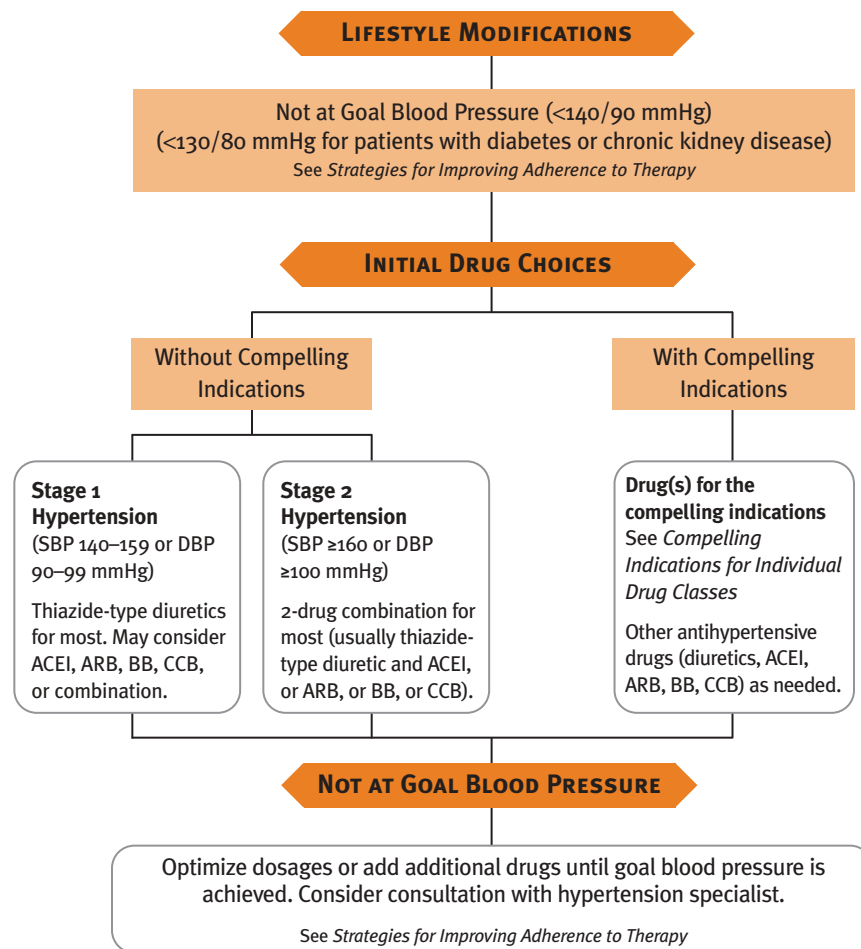 LIFESTYLE MODIFICATIONS
Not at Goal Blood Pressure (<140/90 mmHg)
(<130/80 mmHg for patients with diabetes or chronic kidney disease)
See Strategies for Improving Adherence to Therapy
INITIAL DRUG CHOICES
Without Compelling
Indications
With Compelling
Indications
Stage 1
Hypertension
(SBP 140–159 or DBP
90–99 mmHg)
Thiazide-type diuretics
for most. May consider
ACEI, ARB, BB, CCB,
or combination.
Stage 2
Hypertension
(SBP ≥160 or DBP
≥100 mmHg)
2-drug combination for
most (usually thiazide-
type diuretic and ACEI,
or ARB, or BB, or CCB).
Drug(s) for the
compelling indications
See Compelling
Indications for Individual
Drug Classes
Other antihypertensive
drugs (diuretics, ACEI,
ARB, BB, CCB) as needed.
NOT AT GOAL BLOOD PRESSURE
Optimize dosages or add additional drugs until goal blood pressure is
achieved. Consider consultation with hypertension specialist.
See Strategies for Improving Adherence to Therapy